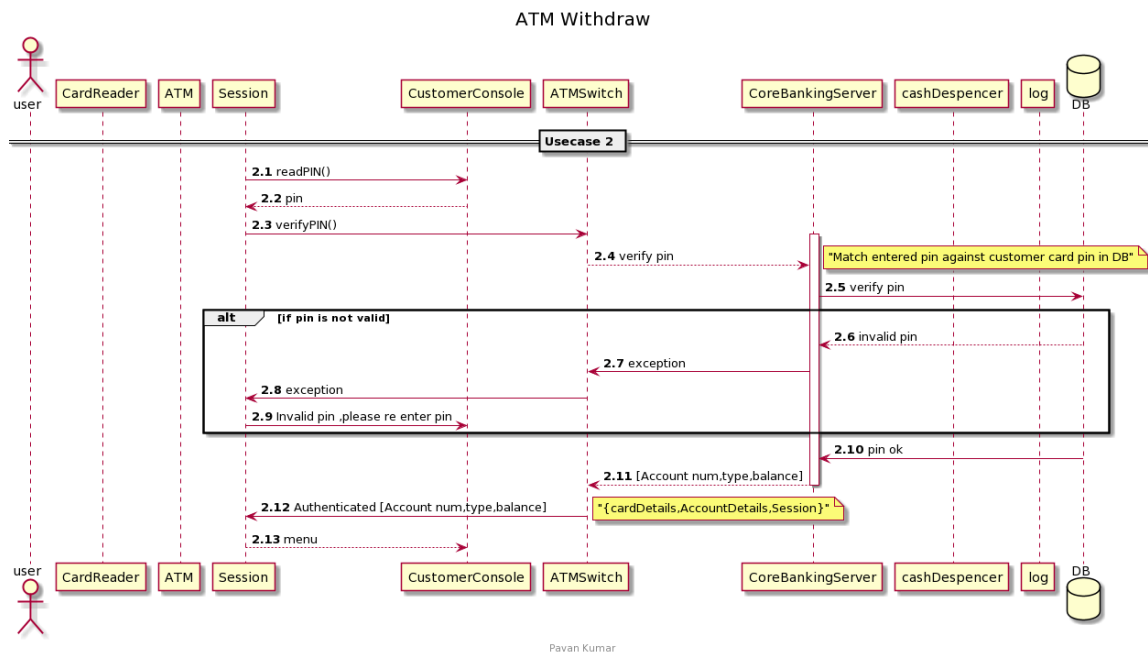 ATM Withdraw
user
CardReader
ATM
Session
CustomerConsole
ATMSwitch
CoreBankingServer
cashDespencer
log
DB
Usecase 2
2.1 readPIN()
2.2 pin
2.3 verifyPIN()
2.4 verify pin
"Match entered pin against customer card pin in DB"
2.5 verify pin
alt [if pin is not valid]
2.6 invalid pin
2.7 exception
2.8 exception
2.9 Invalid pin ,please re enter pin
2.10 pin ok
2.11 [Account num,type,balance]
2.12 Authenticated [Account num,type,balance]
"{cardDetails,AccountDetails,Session}"
2.13 menu
user
CardReader
ATM
Session
CustomerConsole
ATMSwitch
CoreBankingServer
cashDespencer
log
DB
Pavan Kumar